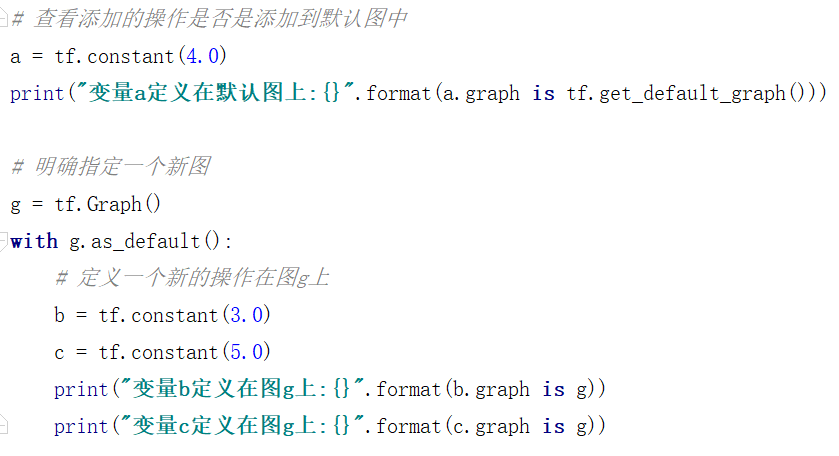 # 查看添加的操作是否是添加到默认图中
a = tf.constant(4.0)
print("变量a定义在默认图上:{}".format(a.graph is tf.get_default_graph()))
# 明确指定一个新图
g = tf.Graph()
with g.as_default():
    # 定义一个新的操作在图g上
    b = tf.constant(3.0)
    c = tf.constant(5.0)
    print("变量b定义在图g上:{}".format(b.graph is g))
    print("变量c定义在图g上:{}".format(c.graph is g))